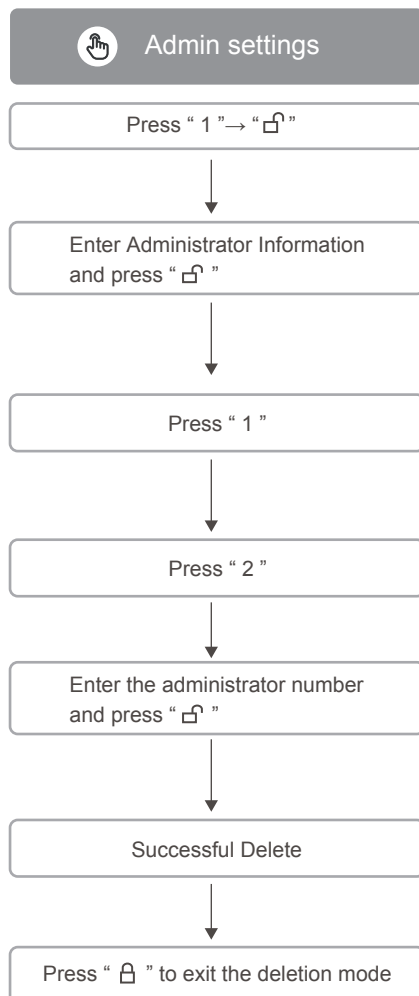 Admin settings
Press “ 1 ”→ “🔓”
Enter Administrator Information
and press “ 🔓 ”
Press “ 1 ”
Press “ 2 ”
Enter the administrator number
and press “ 🔓 ”
Successful Delete
Press “ 🔒 ” to exit the deletion mode